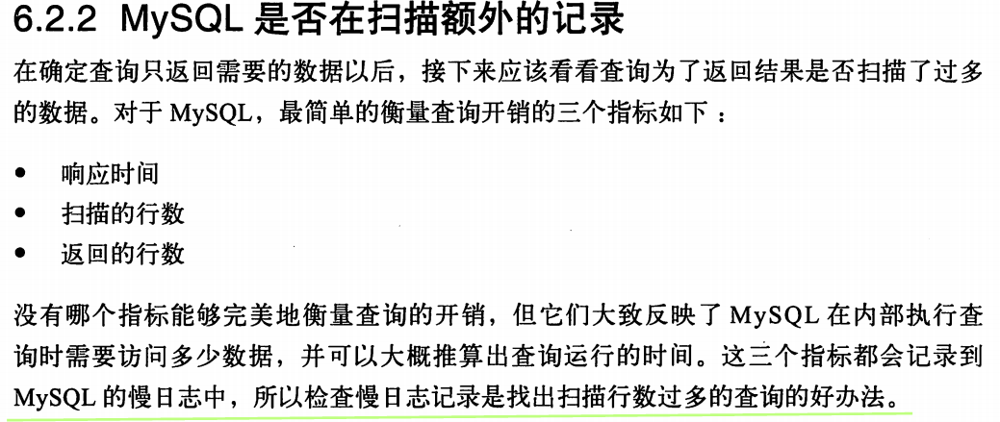 6.2.2 MySQL 是否在扫描额外的记录
在确定查询只返回需要的数据以后，接下来应该看看查询为了返回结果是否扫描了过多
的数据。对于 MySQL，最简单的衡量查询开销的三个指标如下：
• 响应时间
• 扫描的行数
• 返回的行数
没有哪个指标能够完美地衡量查询的开销，但它们大致反映了 MySQL 在内部执行查
询时需要访问多少数据，并可以大概推算出查询运行的时间。这三个指标都会记录到
MySQL 的慢日志中，所以检查慢日志记录是找出扫描行数过多的查询的好办法。